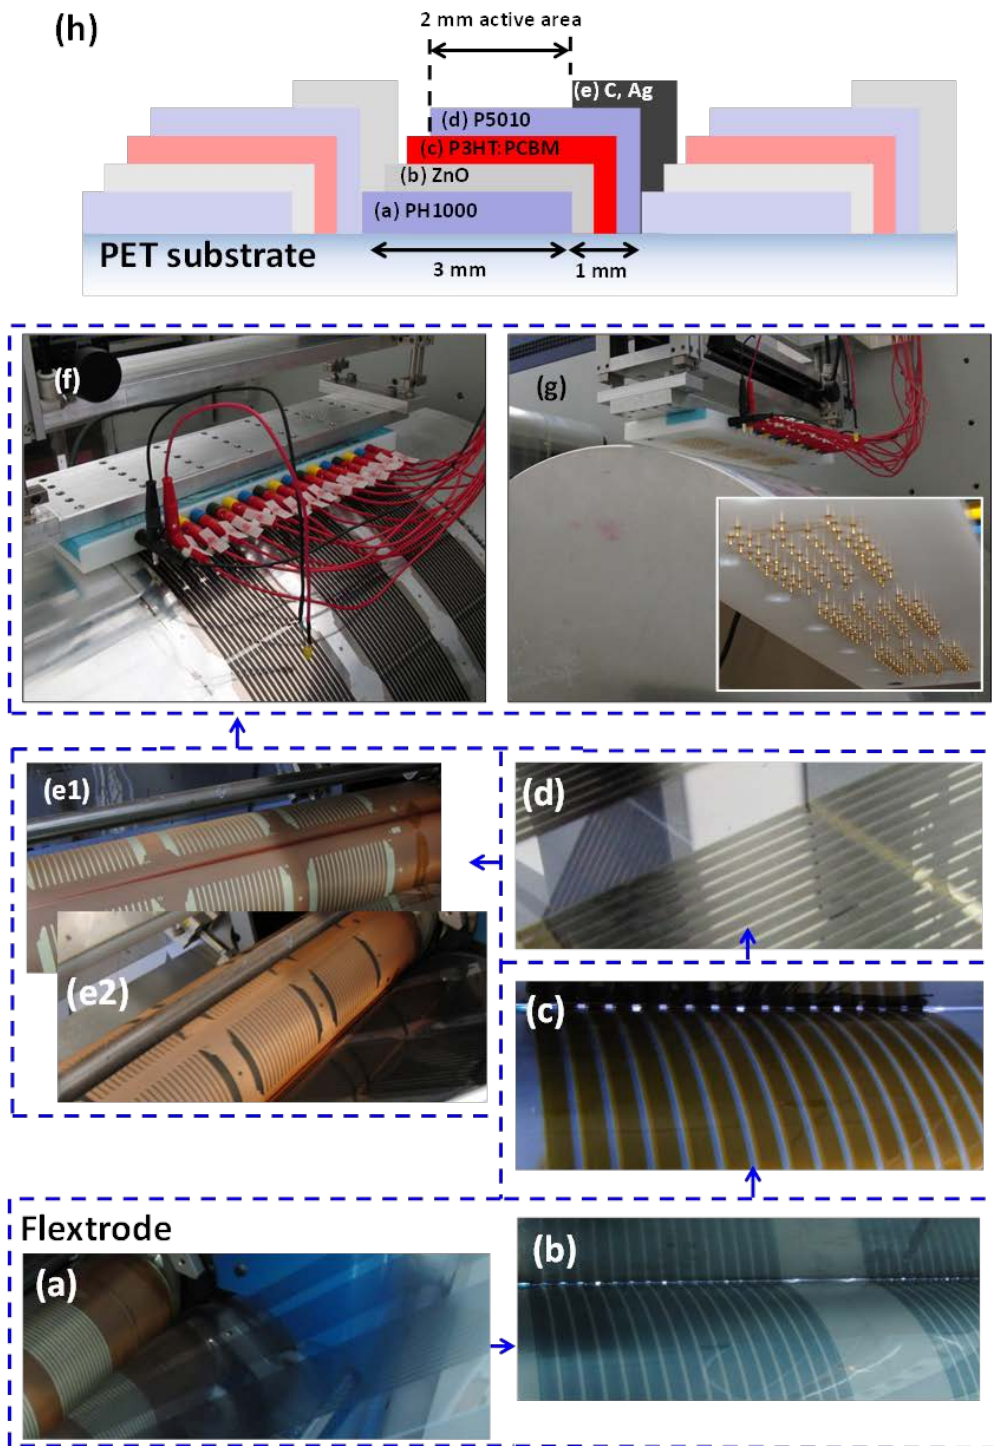 (h)
2 mm active area
(e) C, Ag
(d) P5010
(c) P3HT:PCBM
(b) ZnO
(a) PH1000
PET substrate
3 mm
1 mm
(f)
(g)
(e1)
(d)
(e2)
(c)
Flextrode
(a)
(b)